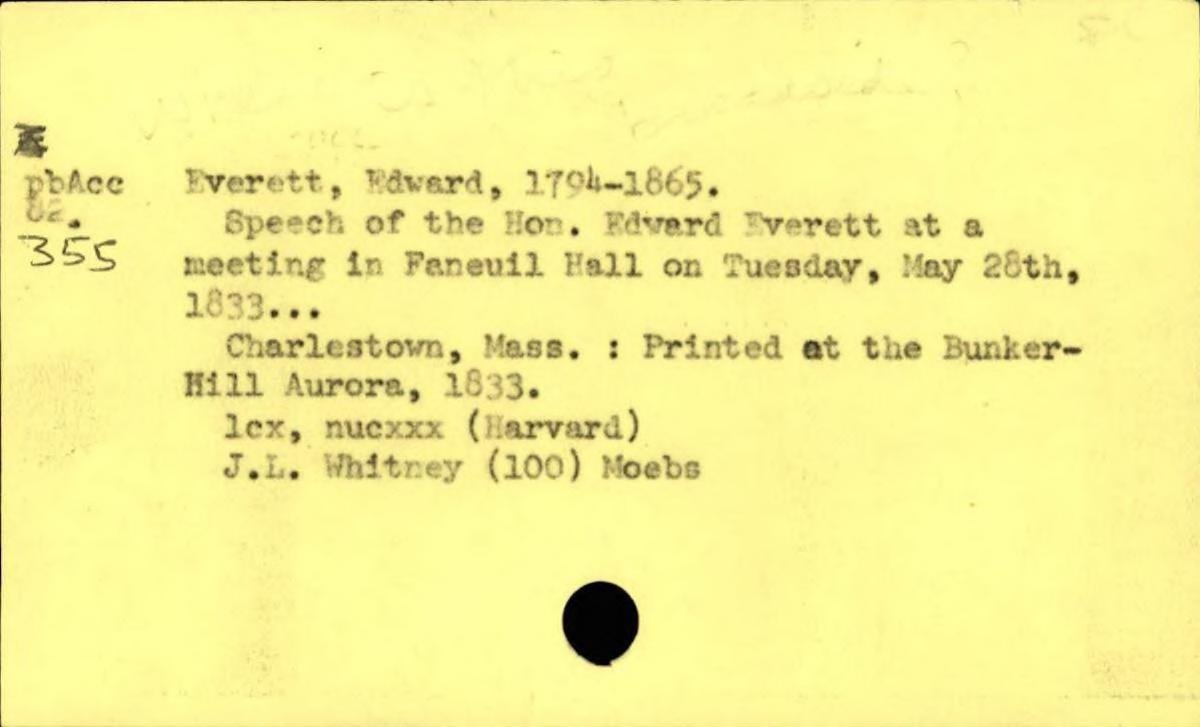 pbAcc Everett, Edward, 1794-1865.
82. Speech of the Hon. Edward Everett at a
355 meeting in Faneuil Hall on Tuesday, May 28th,
1833...
Charlestown, Mass. : Printed at the Bunker-
Hill Aurora, 1833.
lcx, nucxxx (Harvard)
J.L. Whitney (100) Moebs